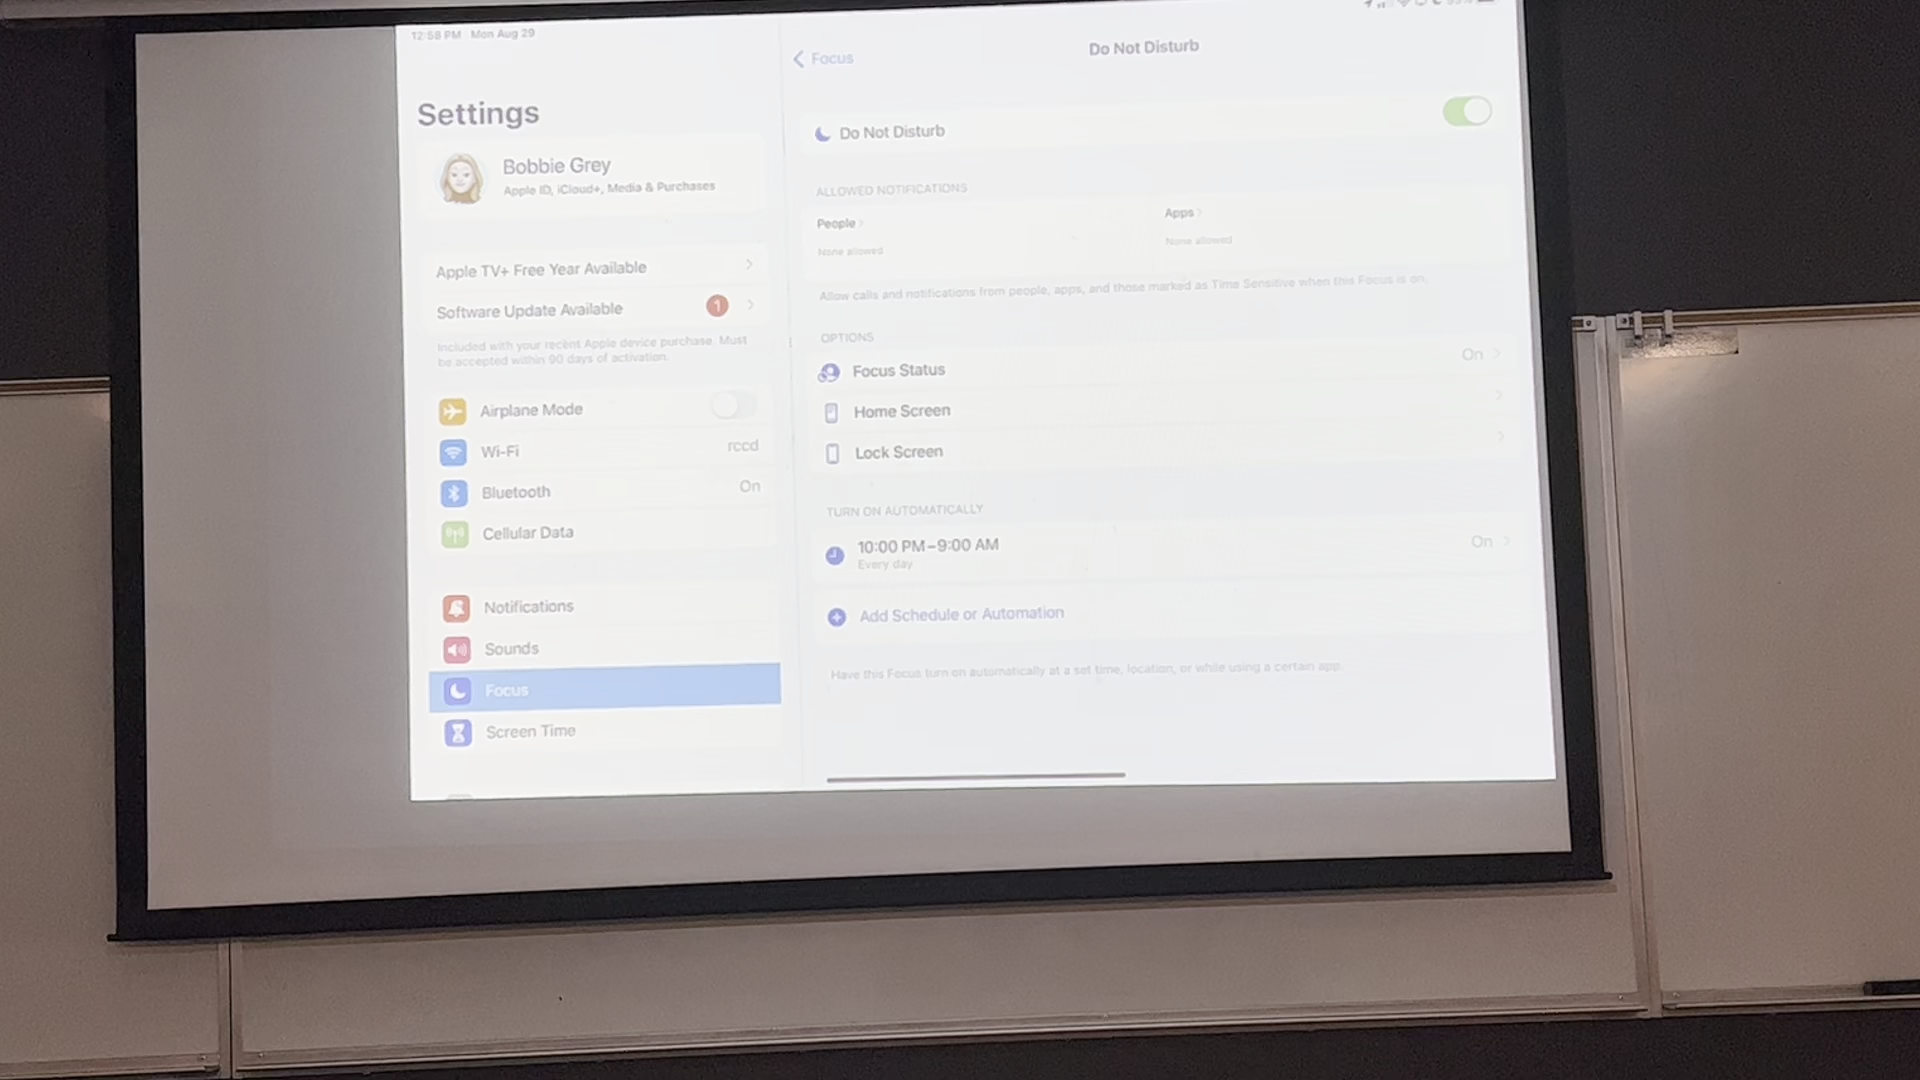 12:58 PM Mon Aug 29
Settings
Bobbie Grey
Apple ID, iCloud+, Media & Purchases
Apple TV+ Free Year Available
Software Update Available 1
Included with your recent Apple device purchase. Must
be accepted within 90 days of activation.
Airplane Mode
Wi-Fi rccd
Bluetooth On
Cellular Data
Notifications
Sounds
Focus
Screen Time
Focus
Do Not Disturb
Do Not Disturb
ALLOWED NOTIFICATIONS
People
None allowed
Apps
None allowed
Allow calls and notifications from people, apps, and those marked as Time Sensitive when this Focus is on.
OPTIONS
Focus Status On
Home Screen
Lock Screen
TURN ON AUTOMATICALLY
10:00 PM–9:00 AM On
Every day
Add Schedule or Automation
Have this Focus turn on automatically at a set time, location, or while using a certain app.